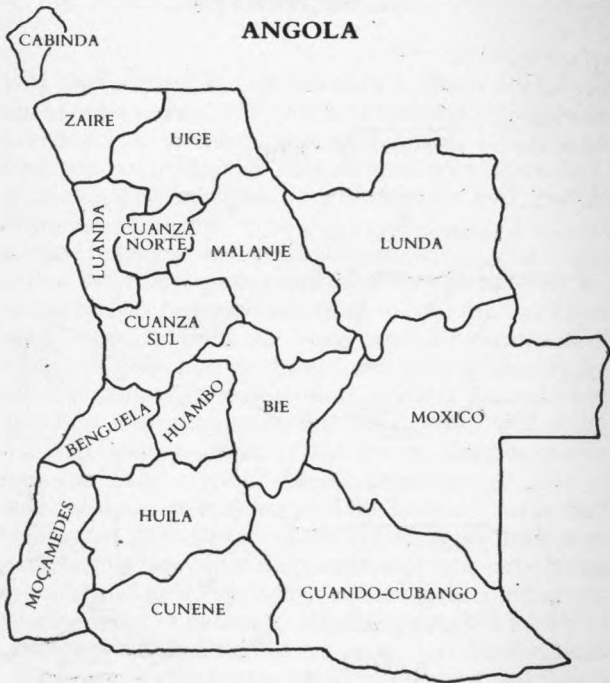 ANGOLA
CABINDA
ZAIRE
UIGE
LUANDA
CUANZA
NORTE
MALANJE
LUNDA
CUANZA
SUL
BENGUELA
HUAMBO
BIE
MOXICO
MOÇAMEDES
HUILA
CUNENE
CUANDO-CUBANGO